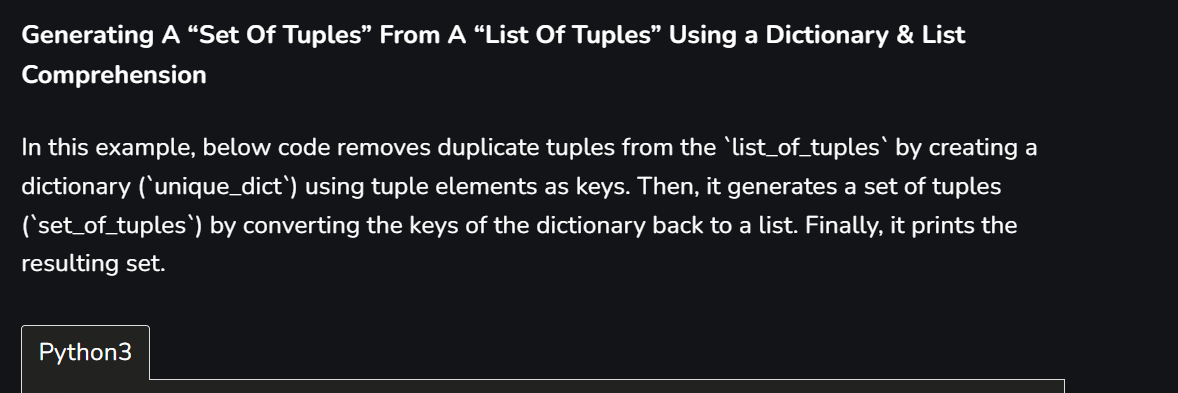 Generating A “Set Of Tuples” From A “List Of Tuples” Using a Dictionary & List
Comprehension
In this example, below code removes duplicate tuples from the `list_of_tuples` by creating a
dictionary (`unique_dict`) using tuple elements as keys. Then, it generates a set of tuples
(`set_of_tuples`) by converting the keys of the dictionary back to a list. Finally, it prints the
resulting set.
Python3